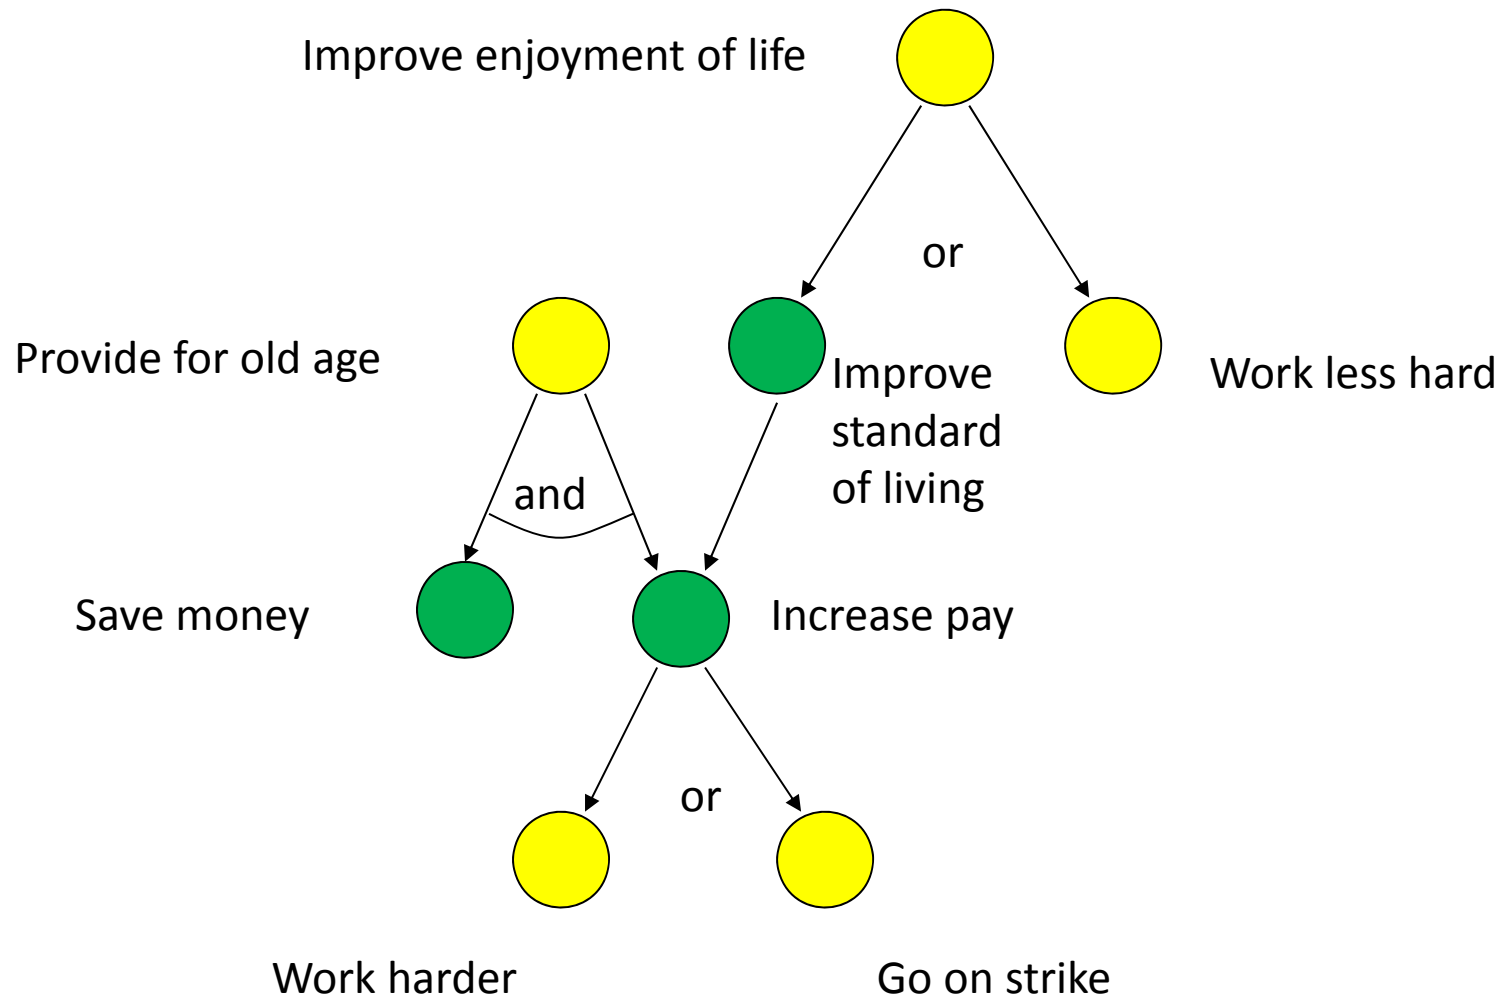 Improve enjoyment of life
or
Provide for old age
Improve
standard
of living
Work less hard
and
Save money
Increase pay
or
Work harder
Go on strike